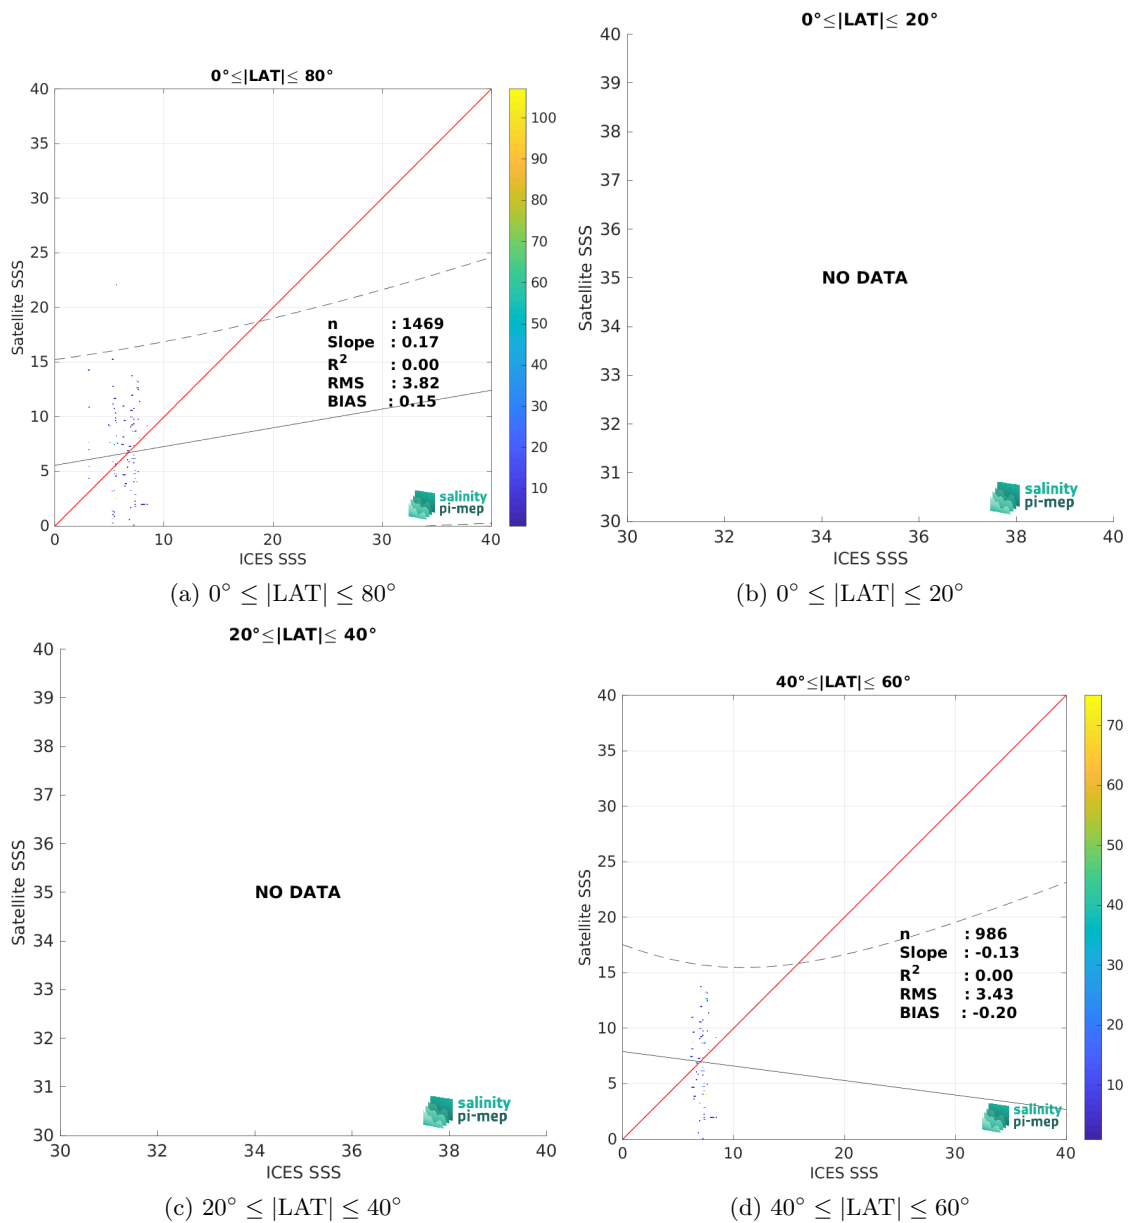 0°≤|LAT|≤ 80°
40
35
30
25
20
15
10
5
0
Satellite SSS
0
10
20
30
40
ICES SSS
n : 1469
Slope : 0.17
R² : 0.00
RMS : 3.82
BIAS : 0.15
salinity
pi-mep
100
90
80
70
60
50
40
30
20
10
(a) 0° ≤ |LAT| ≤ 80°
0°≤|LAT|≤ 20°
40
39
38
37
36
35
34
33
32
31
30
Satellite SSS
NO DATA
salinity
pi-mep
30
32
34
36
38
40
ICES SSS
(b) 0° ≤ |LAT| ≤ 20°
20°≤|LAT|≤ 40°
40
39
38
37
36
35
34
33
32
31
30
Satellite SSS
NO DATA
salinity
pi-mep
30
32
34
36
38
40
ICES SSS
(c) 20° ≤ |LAT| ≤ 40°
40°≤|LAT|≤ 60°
40
35
30
25
20
15
10
5
0
Satellite SSS
n : 986
Slope : -0.13
R² : 0.00
RMS : 3.43
BIAS : -0.20
salinity
pi-mep
0
10
20
30
40
ICES SSS
70
60
50
40
30
20
10
(d) 40° ≤ |LAT| ≤ 60°